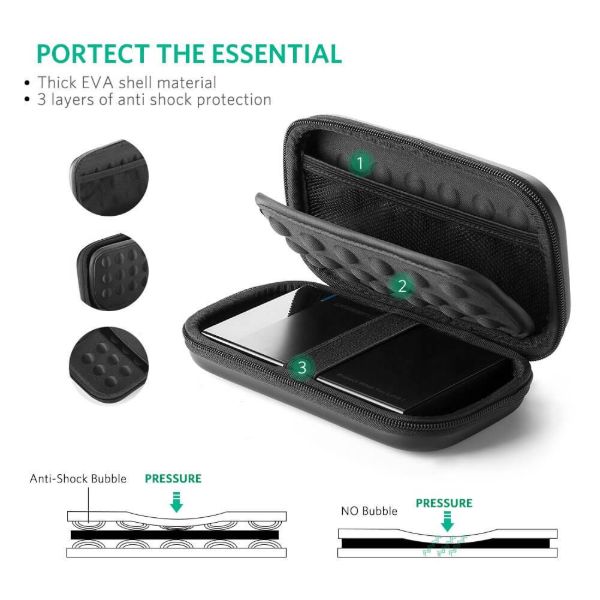 PORTECT THE ESSENTIAL
• Thick EVA shell material
• 3 layers of anti shock protection
1
2
3
Anti-Shock Bubble
PRESSURE
NO Bubble
PRESSURE